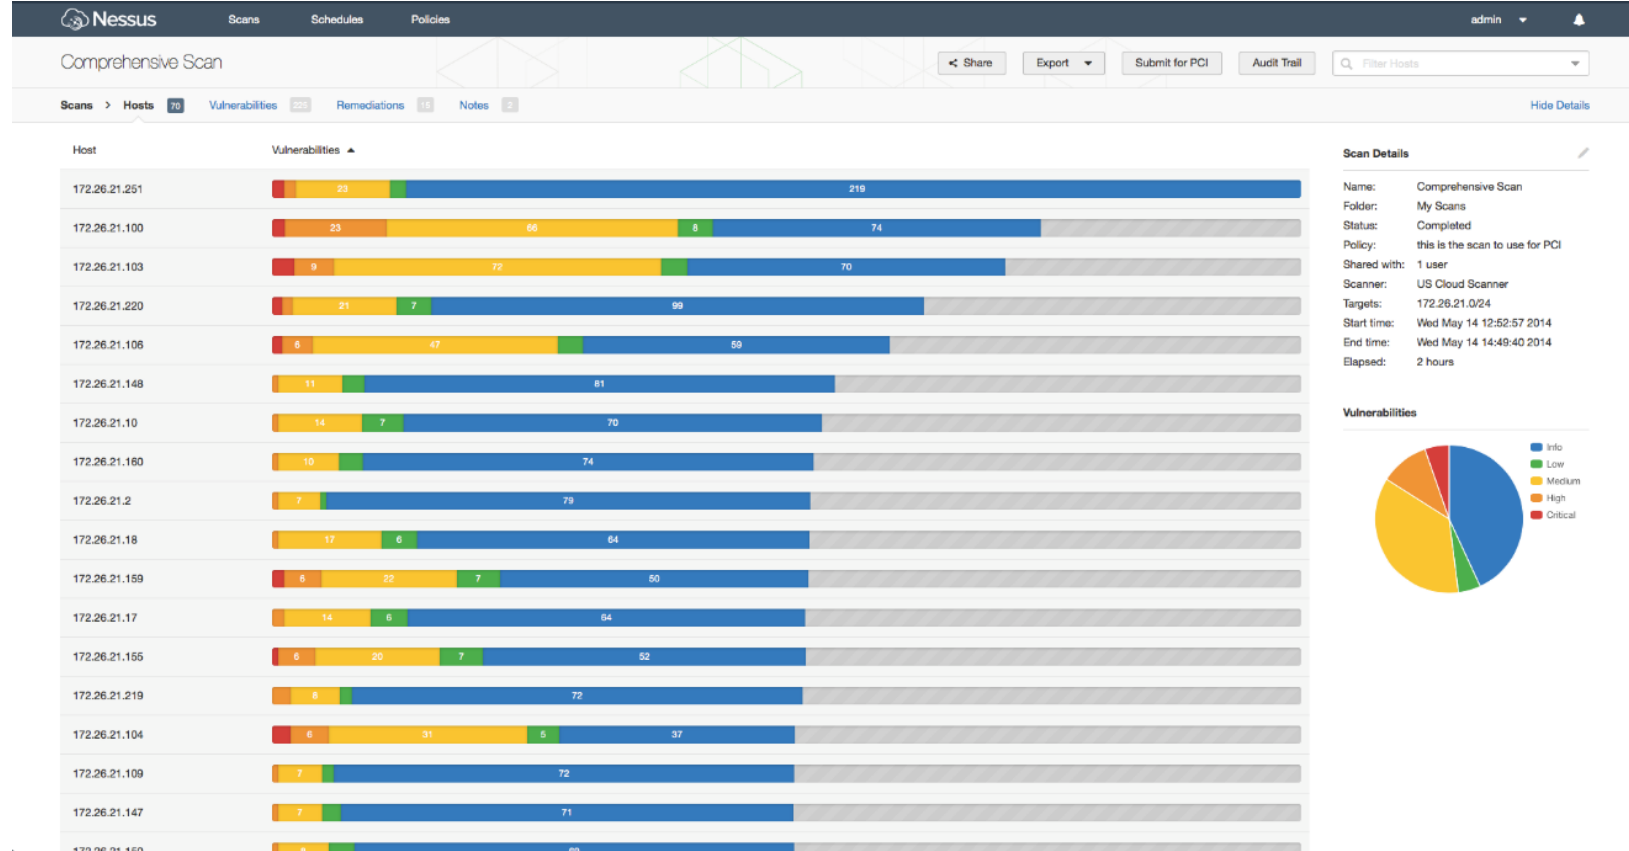 Nessus Scans Schedules Policies admin
Comprehensive Scan Share Export Submit for PCI Audit Trail Filter Hosts
Scans > Hosts 70 Vulnerabilities Remediations Notes 2 Hide Details
Host Vulnerabilities
172.26.21.251 23 219
172.26.21.100 23 66 8 74
172.26.21.103 9 72 70
172.26.21.220 21 7 99
172.26.21.106 6 47 59
172.26.21.148 11 81
172.26.21.10 14 7 70
172.26.21.160 10 74
172.26.21.2 7 79
172.26.21.18 17 6 64
172.26.21.159 6 22 7 50
172.26.21.17 14 6 64
172.26.21.155 6 20 7 52
172.26.21.219 8 72
172.26.21.104 6 31 5 37
172.26.21.109 7 72
172.26.21.147 7 71
Scan Details
Name: Comprehensive Scan
Folder: My Scans
Status: Completed
Policy: this is the scan to use for PCI
Shared with: 1 user
Scanner: US Cloud Scanner
Targets: 172.26.21.0/24
Start time: Wed May 14 12:52:57 2014
End time: Wed May 14 14:49:40 2014
Elapsed: 2 hours
Vulnerabilities
Info
Low
Medium
High
Critical